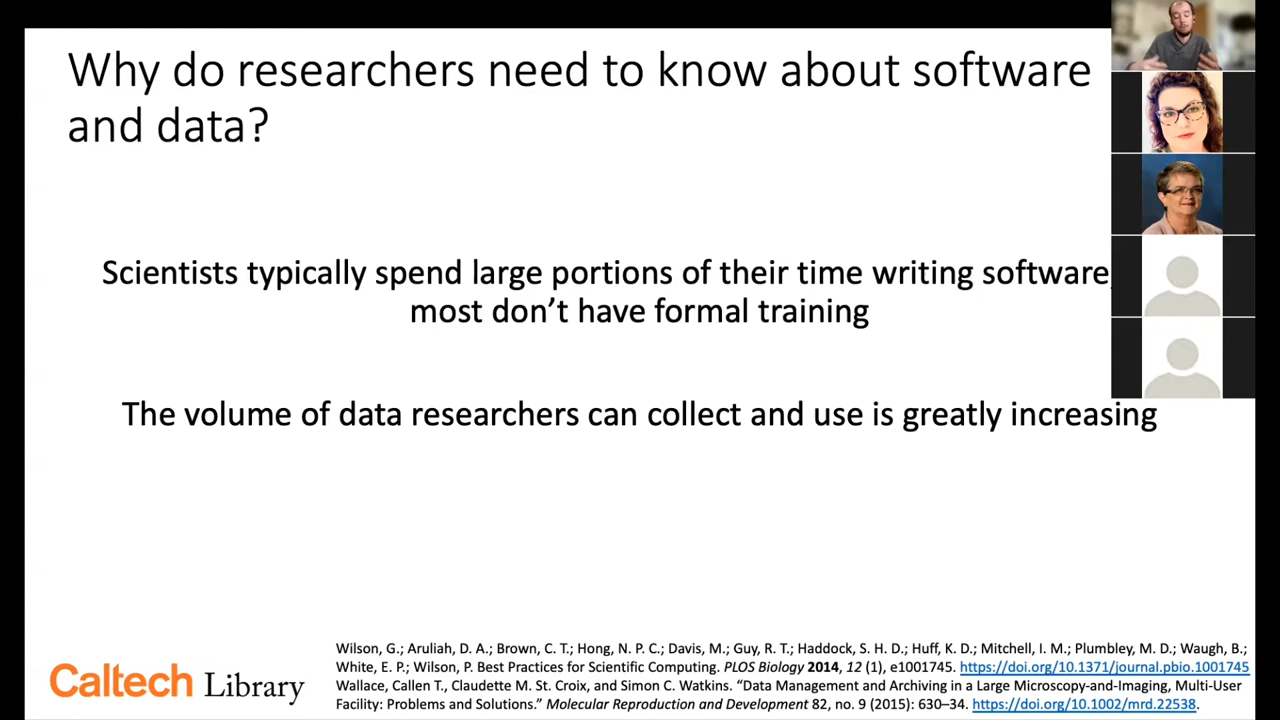 Why do researchers need to know about software
and data?
Scientists typically spend large portions of their time writing software,
most don’t have formal training
The volume of data researchers can collect and use is greatly increasing
Caltech Library
Wilson, G.; Aruliah, D. A.; Brown, C. T.; Hong, N. P. C.; Davis, M.; Guy, R. T.; Haddock, S. H. D.; Huff, K. D.; Mitchell, I. M.; Plumbley, M. D.; Waugh, B.;
White, E. P.; Wilson, P. Best Practices for Scientific Computing. PLOS Biology 2014, 12 (1), e1001745. https://doi.org/10.1371/journal.pbio.1001745
Wallace, Callen T., Claudette M. St. Croix, and Simon C. Watkins. “Data Management and Archiving in a Large Microscopy-and-Imaging, Multi-User
Facility: Problems and Solutions.” Molecular Reproduction and Development 82, no. 9 (2015): 630–34. https://doi.org/10.1002/mrd.22538.